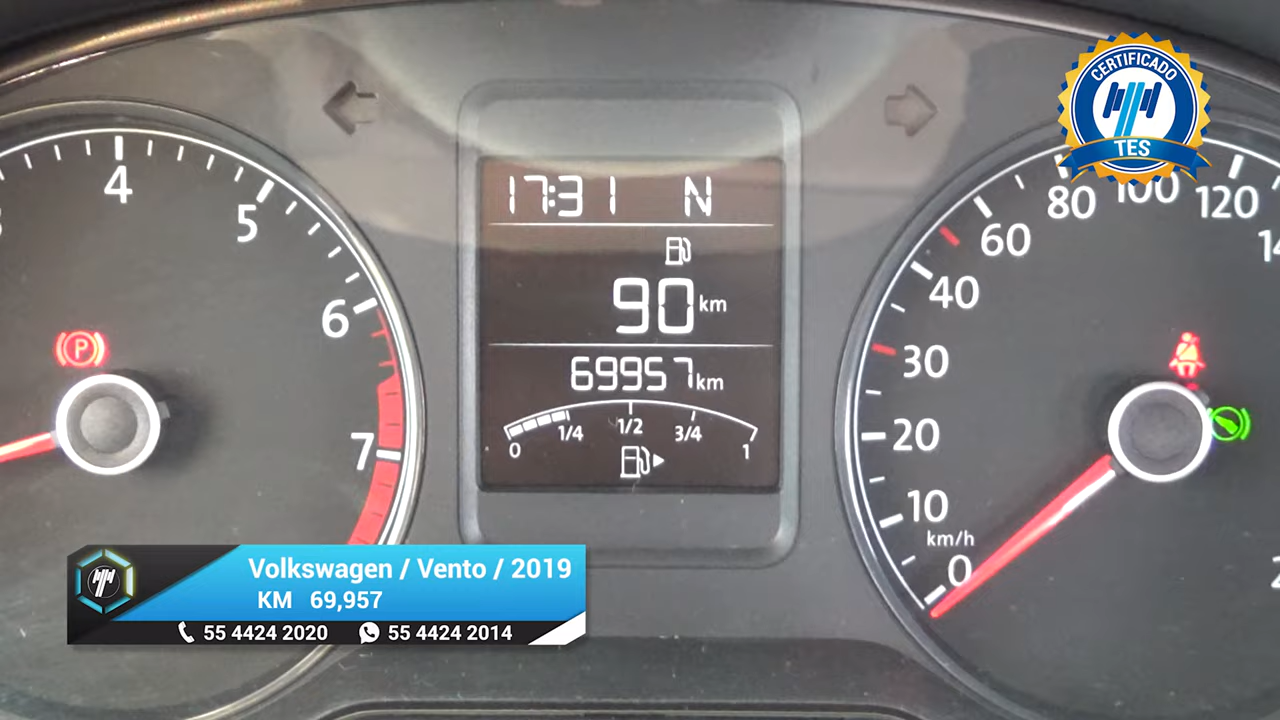 CERTIFICADO
TES
17:31 N
90 km
69957 km
0 1/4 1/2 3/4 1
4
5
6
7
P
0
10
20
30
40
60
80
100
120
km/h
Volkswagen / Vento / 2019
KM 69,957
55 4424 2020 55 4424 2014